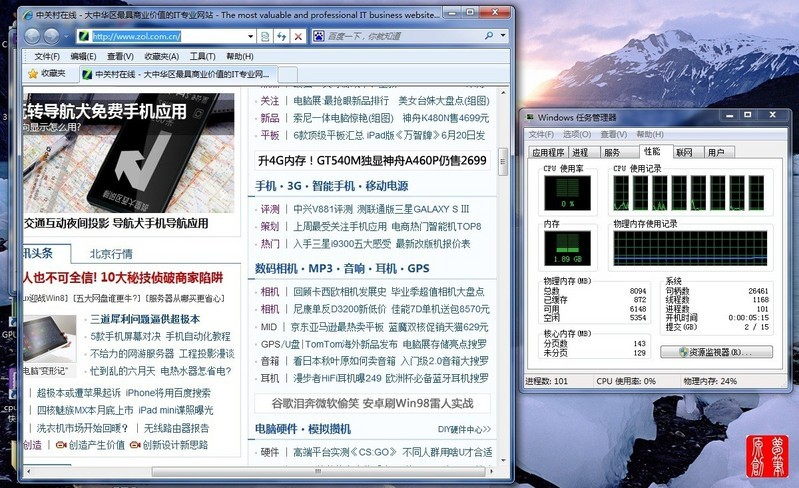 中关村在线 - 大中华区最具商业价值的IT专业网站 - The most valuable and professional IT business website...
http://www.zol.com.cn/
百度一下，你就知道
文件(F) 编辑(E) 查看(V) 收藏夹(A) 工具(T) 帮助(H)
收藏夹
中关村在线 - 大中华区最具商业价值的IT专业网...
玩转导航犬免费手机应用
向显示怎么用?
交通互动夜间投影 导航犬手机导航应用
讯头条 北京行情
人也不可全信! 10大秘技侦破商家陷阱
迎战Win8] [五大网盘谁更牛?] [服务器从哪买更省心]
三道犀利问题逼供超极本
5款手机屏幕对决 手机自动化教程
不给力的网游服务器 工程投影漫谈
电脑"变形记"
忙到乱的六月天 电热水器怎省电?
超极本或遭苹果起诉 iPhone将用百度搜索
四核魅族MX本月底上市 iPad mini谍照曝光
洗衣机市场开始回暖? 无线路由器报告
创造 | 创造产生价值 创新设计新思路
关注 | 电脑展 最抢眼新品排行 美女台妹大盘点(组图)
新品 | 索尼一体电脑惊艳(组图) 神舟K480N售4699元
平板 | 6款顶级平板汇总 iPad版《万智牌》6月20日发
升4G内存! GT540M独显神舟A460P仍售2699
手机·3G·智能手机·移动电源
评测 | 中兴V881评测 测联通版三星GALAXY S III
策划 | 上周最受关注手机应用 电商热门智能机TOP8
热门 | 入手三星i9300五大感受 最新改版机报价表
数码相机·MP3·音响·耳机·GPS
相机 | 回顾卡西欧相机发展史 毕业季超值相机大盘点
相机 | 尼康单反D3200新低价 佳能7D单机送包8570元
MID | 京东亚马逊最热卖平板 蓝魔双核促销天猫629元
GPS/U盘 | TomTom海外新品发布 电脑展存储亮点搜罗
音箱 | 看日本秋叶原如何卖音箱 入门级2.0音箱大搜罗
耳机 | 漫步者HiFi耳机曝249 欧洲杯必备蓝牙耳机搜罗
谷歌泪奔微软偷笑 安卓刷Win98雷人实战
电脑硬件·模拟攒机 DIY硬件中心>>
硬件 | 高端平台实测《CS:GO》 不同人群用啥U才合适
Windows 任务管理器
文件(F) 选项(O) 查看(V) 帮助(H)
应用程序 进程 服务 性能 联网 用户
CPU 使用率 CPU 使用记录
0 %
内存 物理内存使用记录
1.89 GB
物理内存(MB)
总数 8094
已缓存 872
可用 6148
空闲 5354
核心内存(MB)
分页数 143
未分页 129
系统
句柄数 26461
线程数 1168
进程数 101
开机时间 0:00:05:15
提交(GB) 2 / 15
资源监视器(R)...
进程数: 101 CPU 使用率: 0% 物理内存: 24%